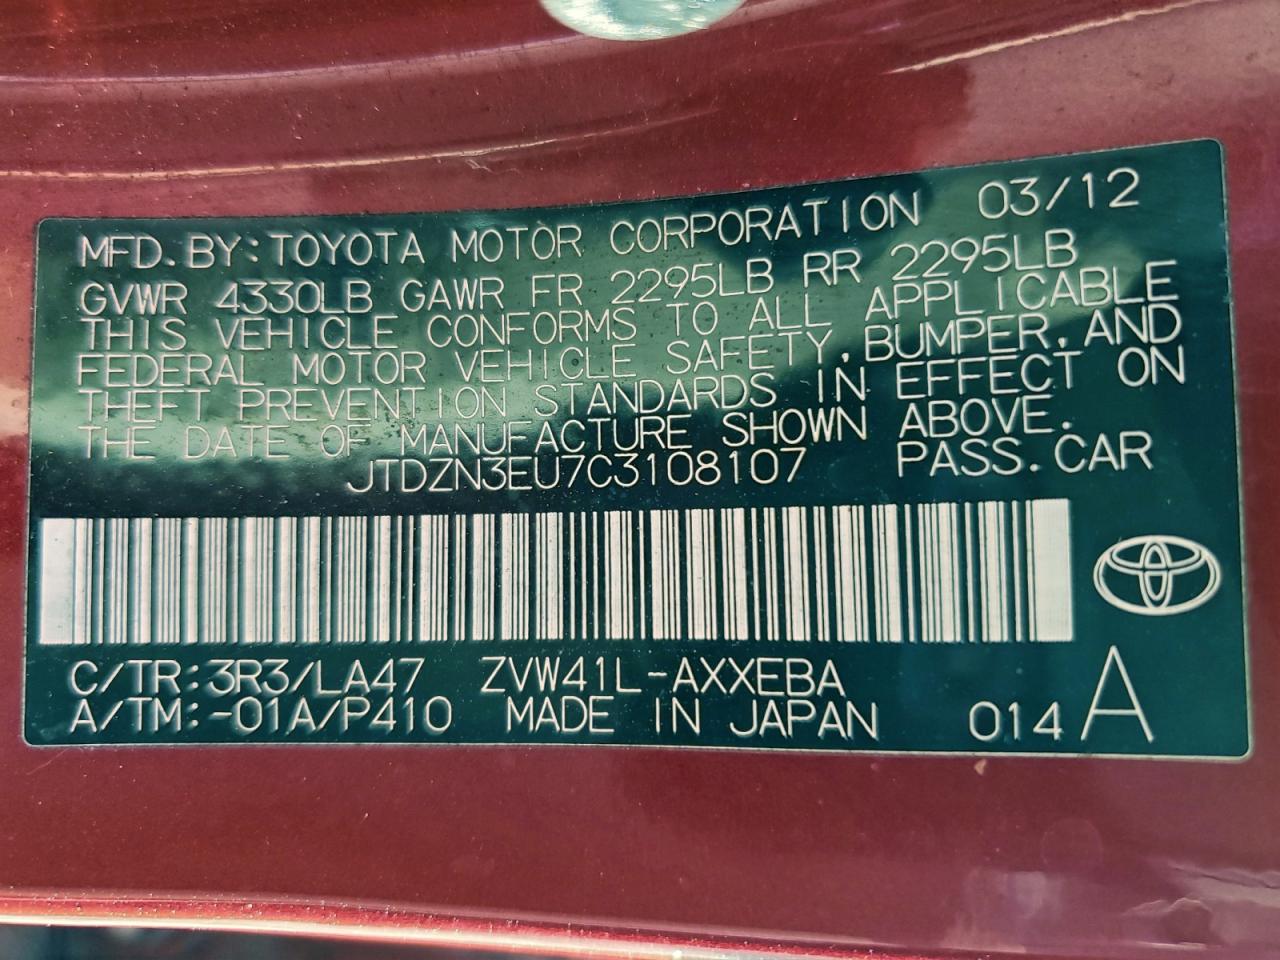 MFD. BY: TOYOTA MOTOR CORPORATION 03/12
GVWR 4330LB GAWR FR 2295LB RR 2295LB
THIS VEHICLE CONFORMS TO ALL APPLICABLE
FEDERAL MOTOR VEHICLE SAFETY, BUMPER, AND
THEFT PREVENTION STANDARDS IN EFFECT ON
THE DATE OF MANUFACTURE SHOWN ABOVE.
JTDZN3EU7C3108107 PASS. CAR
C/TR:3R3/LA47 ZVW41L-AXXEBA
A/TM:-01A/P410 MADE IN JAPAN 014 A